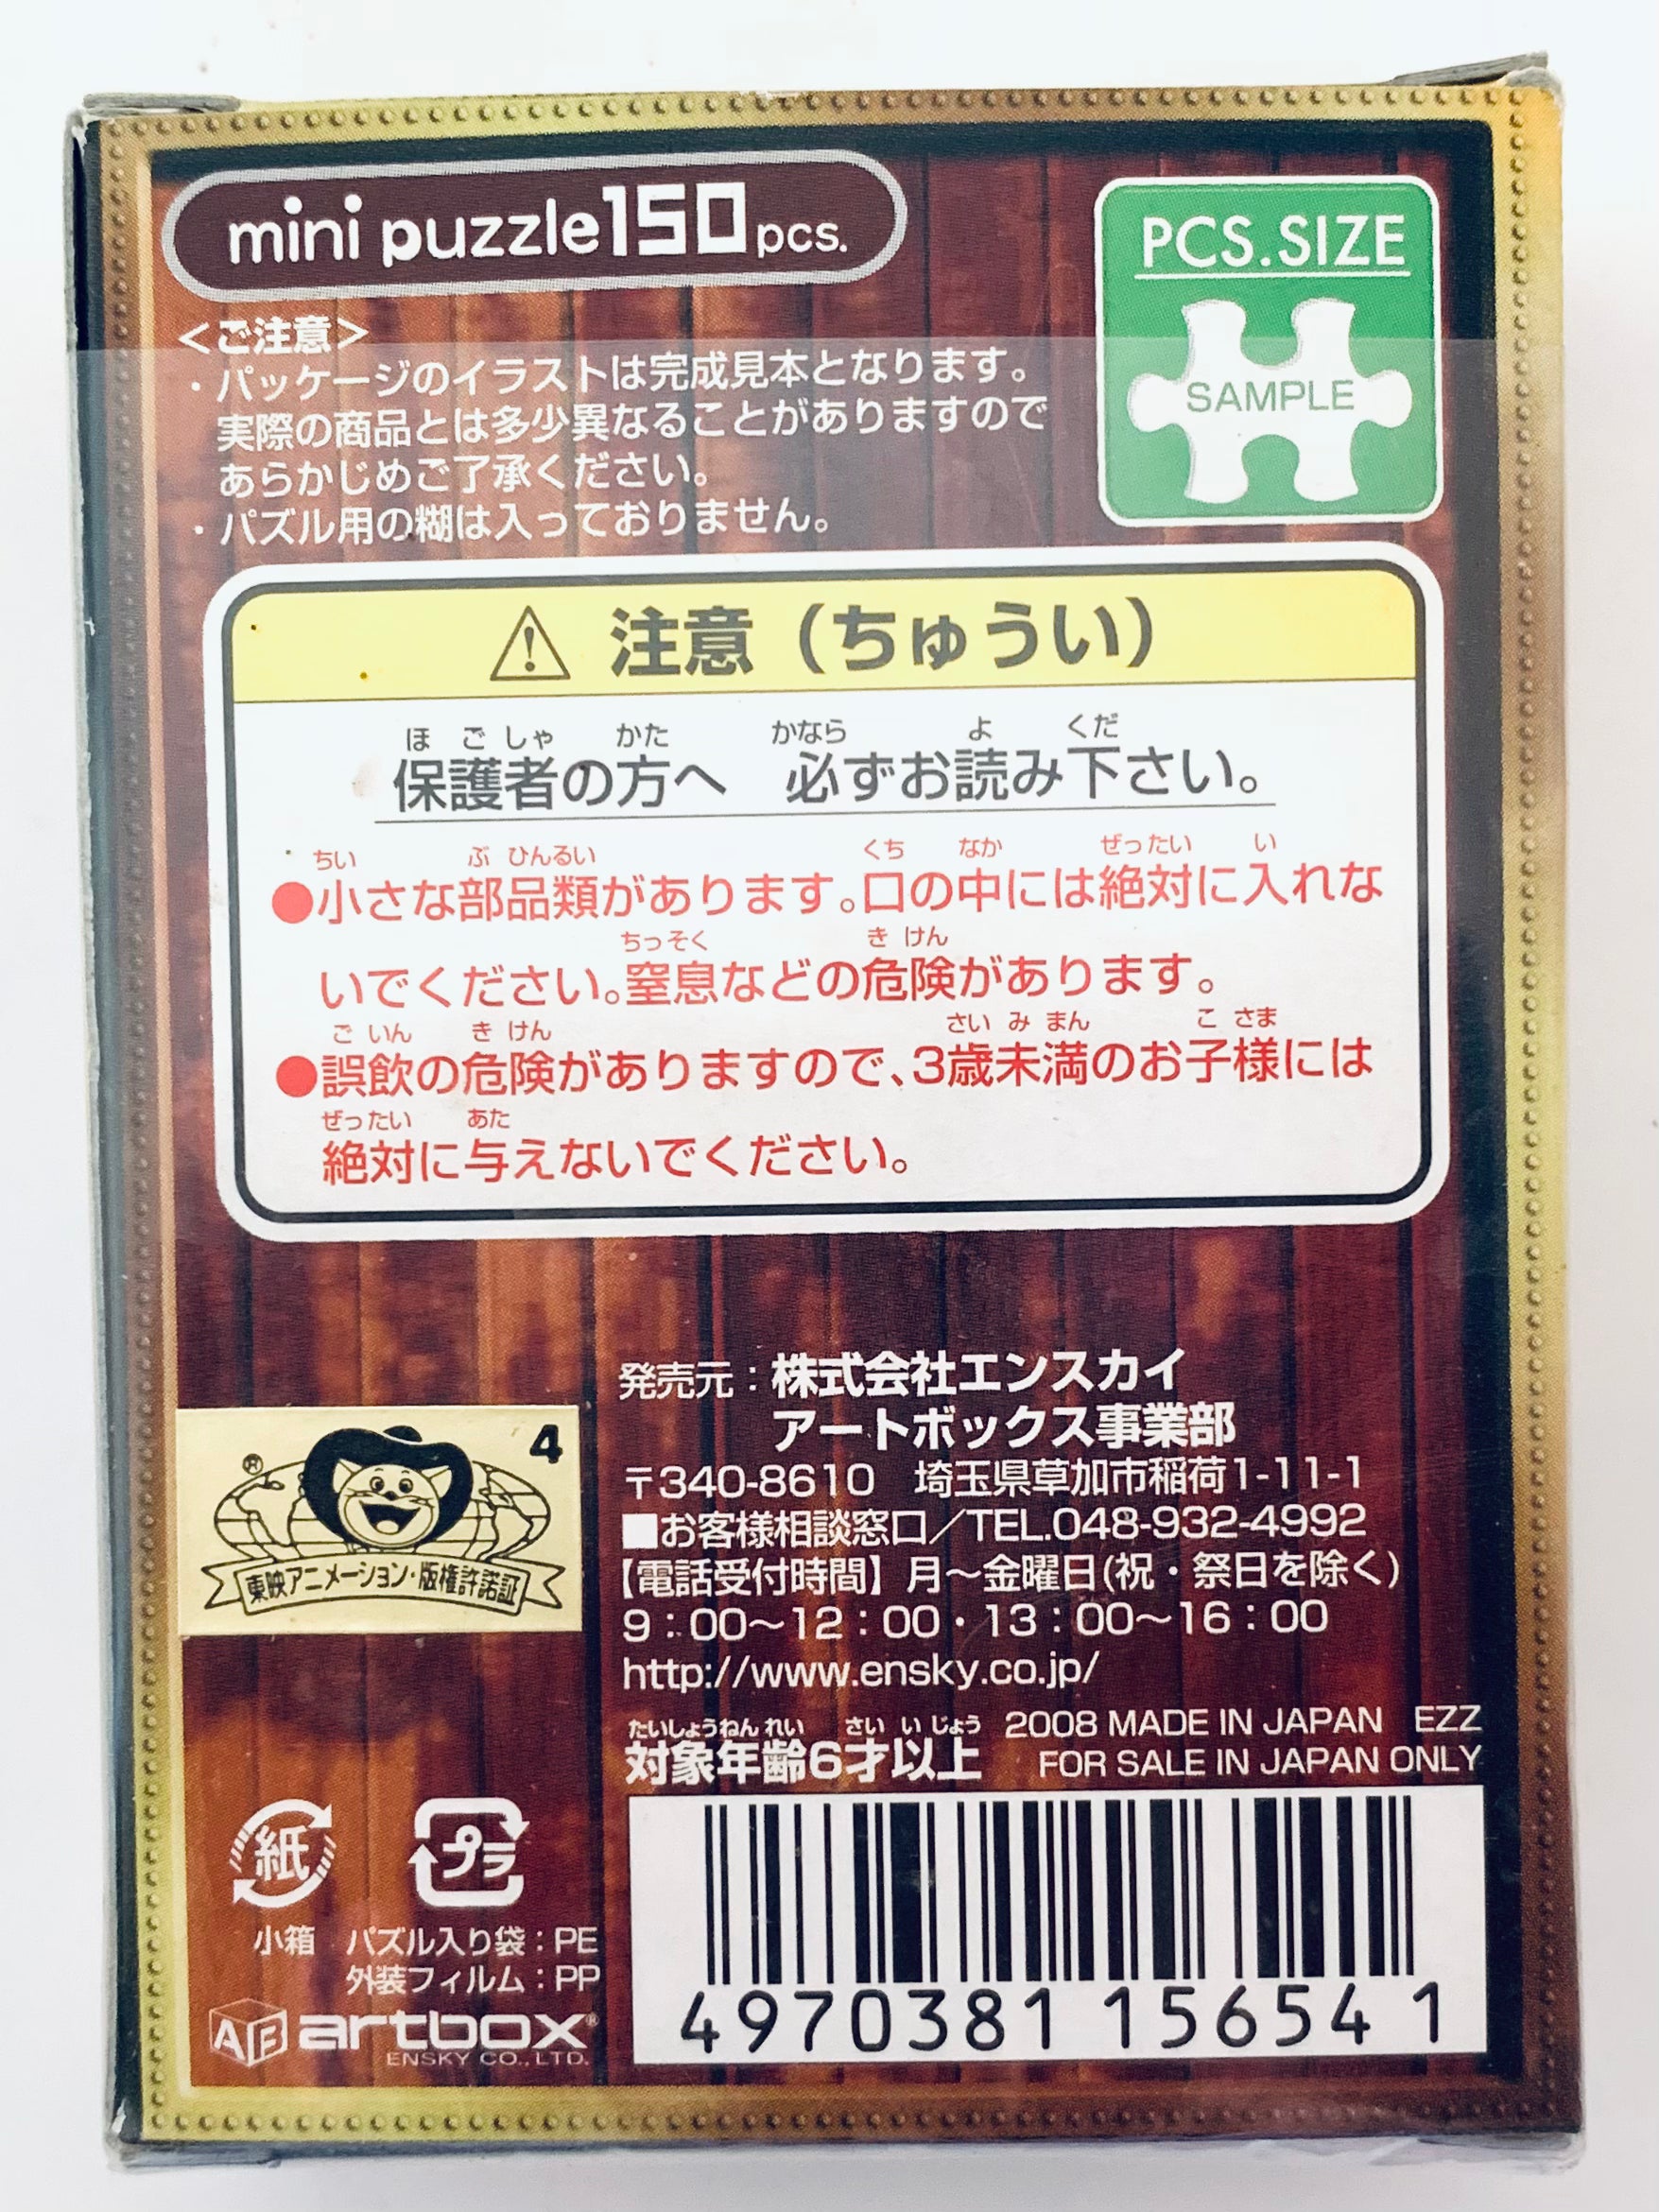 mini puzzle150pcs.
PCS.SIZE
SAMPLE
<ご注意>
・パッケージのイラストは完成見本となります。
実際の商品とは多少異なることがありますので
あらかじめご了承ください。
・パズル用の糊は入っておりません。
⚠ 注意（ちゅうい）
ほごしゃ かた かなら よ くだ
保護者の方へ 必ずお読み下さい。
ちい ぶひんるい くち なか ぜったい い
●小さな部品類があります。口の中には絶対に入れな
ちっそく きけん
いでください。窒息などの危険があります。
ごいん きけん さいみまん こさま
●誤飲の危険がありますので、3歳未満のお子様には
ぜったい あた
絶対に与えないでください。
発売元：株式会社エンスカイ
アートボックス事業部
〒340-8610 埼玉県草加市稲荷1-11-1
■お客様相談窓口／TEL.048-932-4992
【電話受付時間】月～金曜日(祝・祭日を除く)
9：00～12：00・13：00～16：00
http://www.ensky.co.jp/
® 4
東映アニメーション・版権許諾証
たいしょうねんれい さいいじょう
対象年齢6才以上
2008 MADE IN JAPAN EZZ
FOR SALE IN JAPAN ONLY
紙 プラ
小箱 パズル入り袋：PE
外装フィルム：PP
AB artbox®
ENSKY CO.,LTD.
4970381 156541